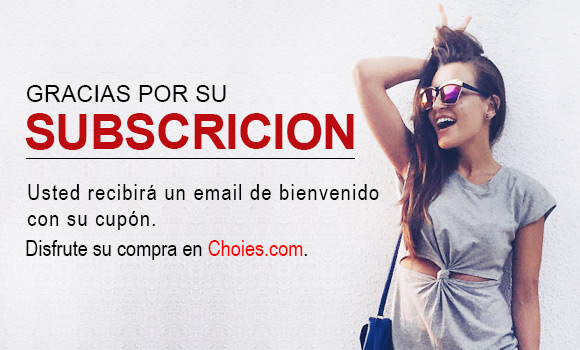 GRACIAS POR SU
SUBSCRICION
Usted recibirá un email de bienvenido
con su cupón.
Disfrute su compra en Choies.com.